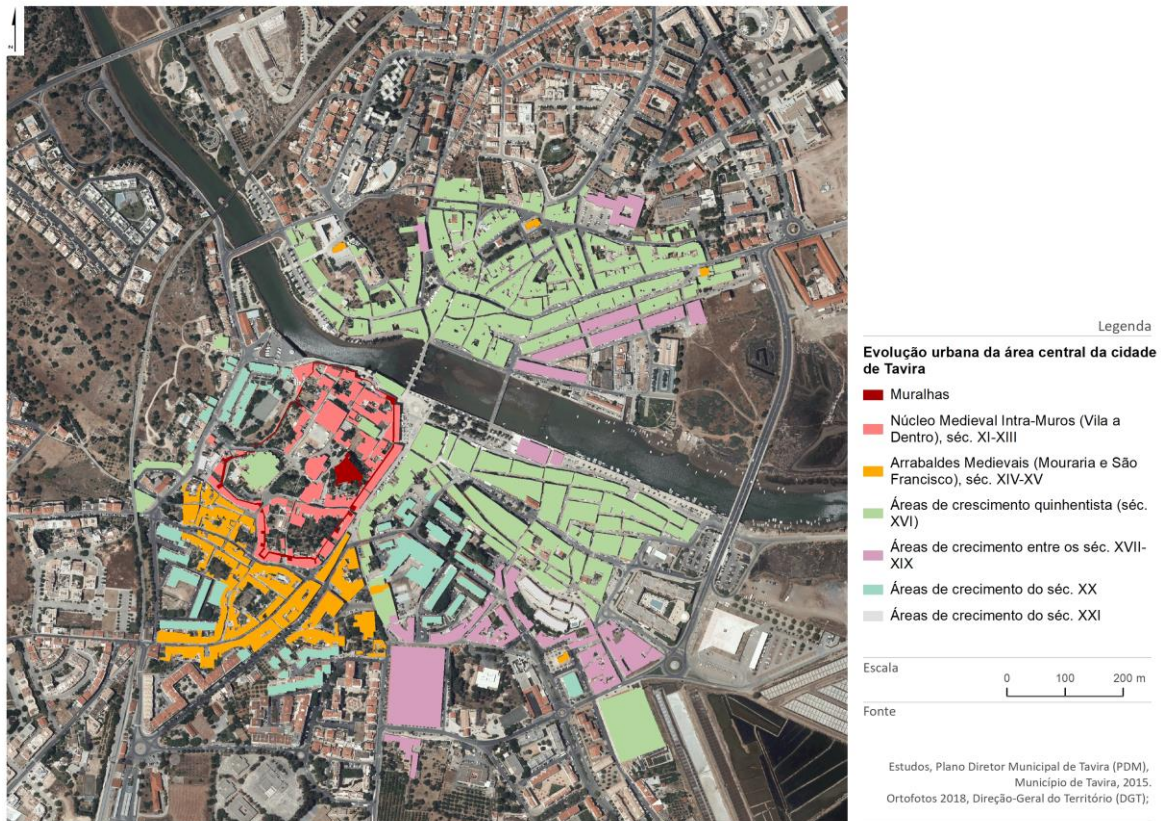 Legenda
Evolução urbana da área central da cidade
de Tavira
Muralhas
Núcleo Medieval Intra-Muros (Vila a
Dentro), séc. XI-XIII
Arrabaldes Medievais (Mouraria e São
Francisco), séc. XIV-XV
Áreas de crescimento quinhentista (séc.
XVI)
Áreas de crecimento entre os séc. XVII-
XIX
Áreas de crecimento do séc. XX
Áreas de crecimento do séc. XXI
Escala
0 100 200 m
Fonte
Estudos, Plano Diretor Municipal de Tavira (PDM),
Município de Tavira, 2015.
Ortofotos 2018, Direção-Geral do Território (DGT);